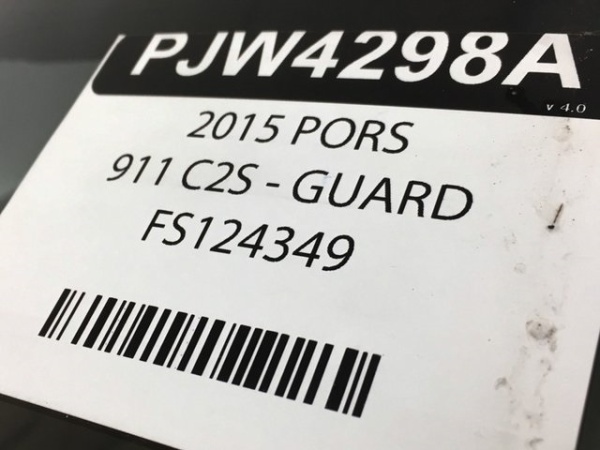 PJW4298A
v 4.0
2015 PORS
911 C2S - GUARD
FS124349